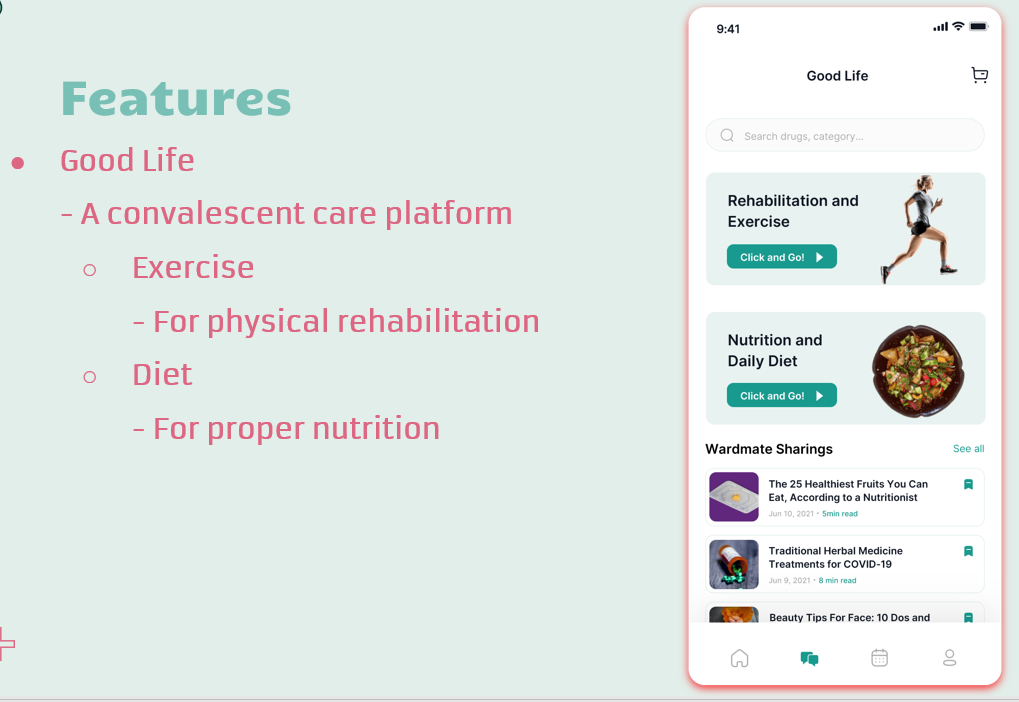 Features
Good Life
- A convalescent care platform
Exercise
- For physical rehabilitation
Diet
- For proper nutrition
9:41
Good Life
Search drugs, category...
Rehabilitation and
Exercise
Click and Go!
Nutrition and
Daily Diet
Click and Go!
Wardmate Sharings
See all
The 25 Healthiest Fruits You Can
Eat, According to a Nutritionist
Jun 10, 2021 • 5min read
Traditional Herbal Medicine
Treatments for COVID-19
Jun 9, 2021 • 8 min read
Beauty Tips For Face: 10 Dos and